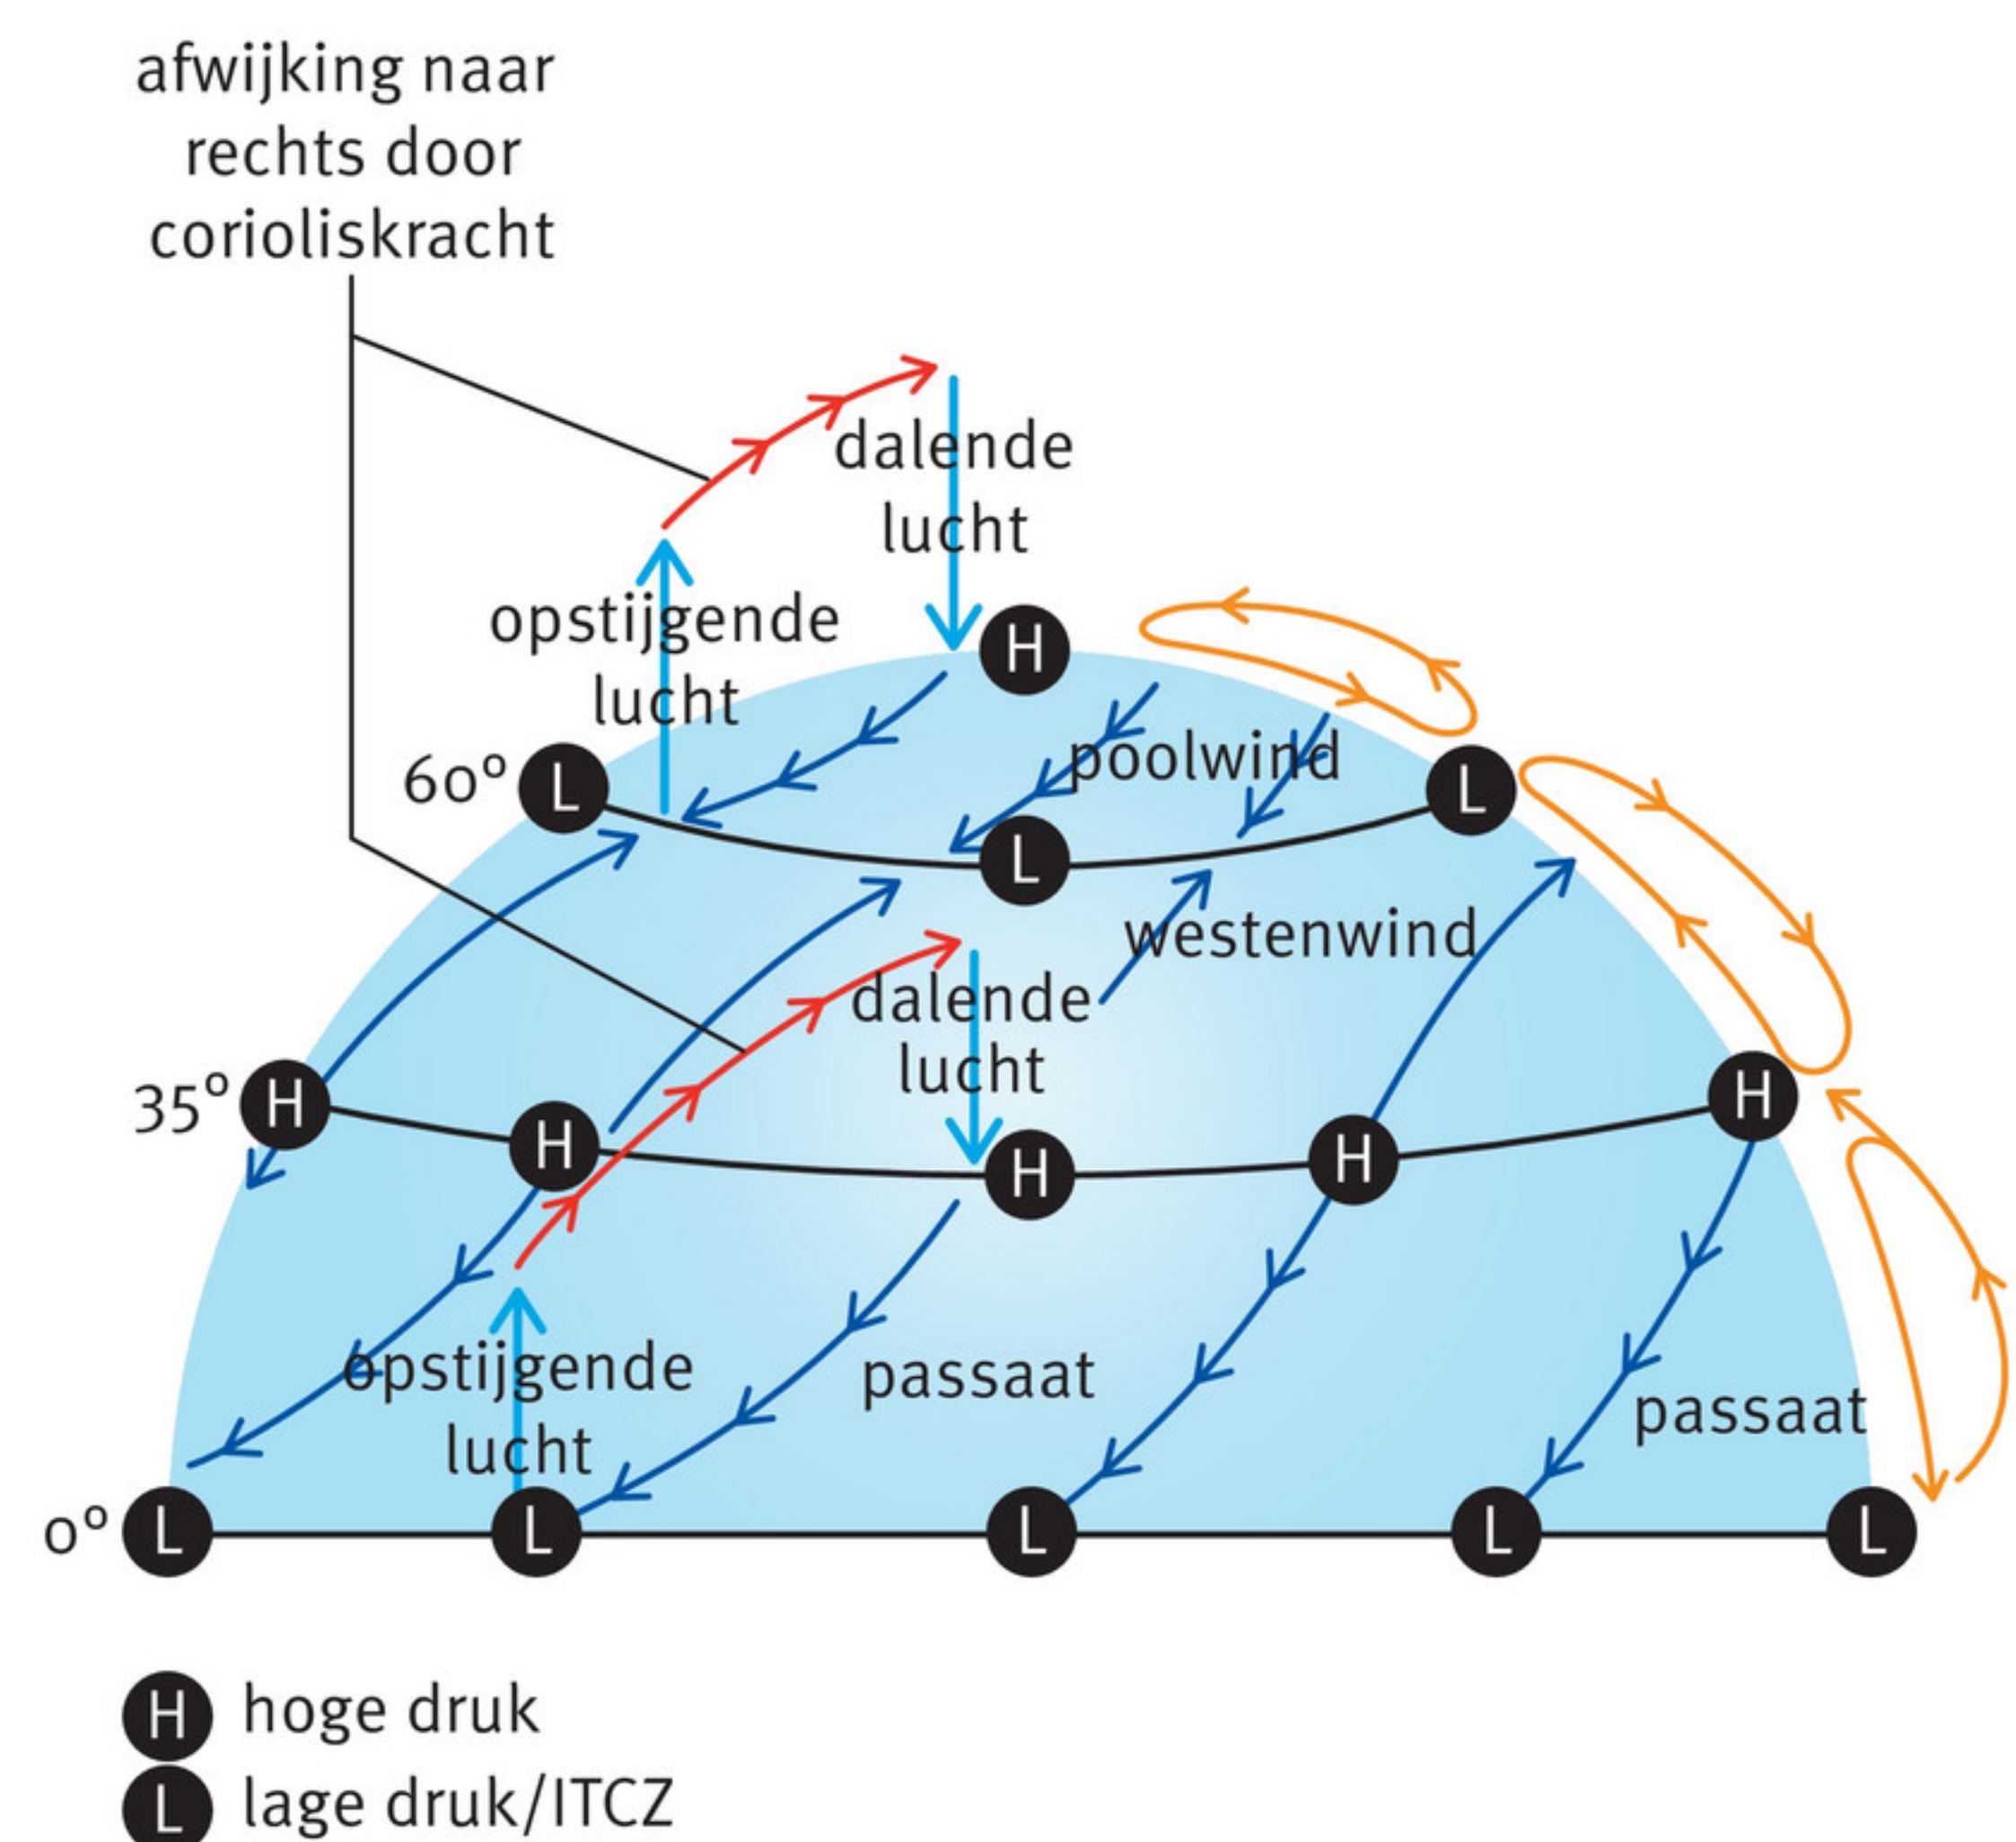 afwijking naar
rechts door
corioliskracht
dalende
lucht
H
opstijgende
lucht
60°
L
poolwind
L
L
westenwind
dalende
lucht
35°
H
H
H
H
H
opstijgende
lucht
passaat
passaat
0°
L
L
L
L
L
H hoge druk
L lage druk/ITCZ